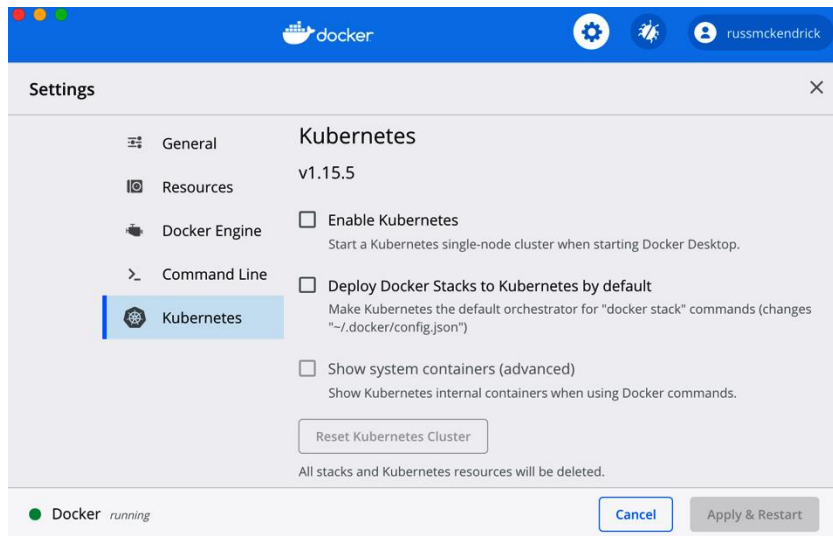 docker
russmckendrick
Settings
General
Resources
Docker Engine
Command Line
Kubernetes
Kubernetes
v1.15.5
Enable Kubernetes
Start a Kubernetes single-node cluster when starting Docker Desktop.
Deploy Docker Stacks to Kubernetes by default
Make Kubernetes the default orchestrator for "docker stack" commands (changes
"~/.docker/config.json")
Show system containers (advanced)
Show Kubernetes internal containers when using Docker commands.
Reset Kubernetes Cluster
All stacks and Kubernetes resources will be deleted.
Docker running
Cancel
Apply & Restart